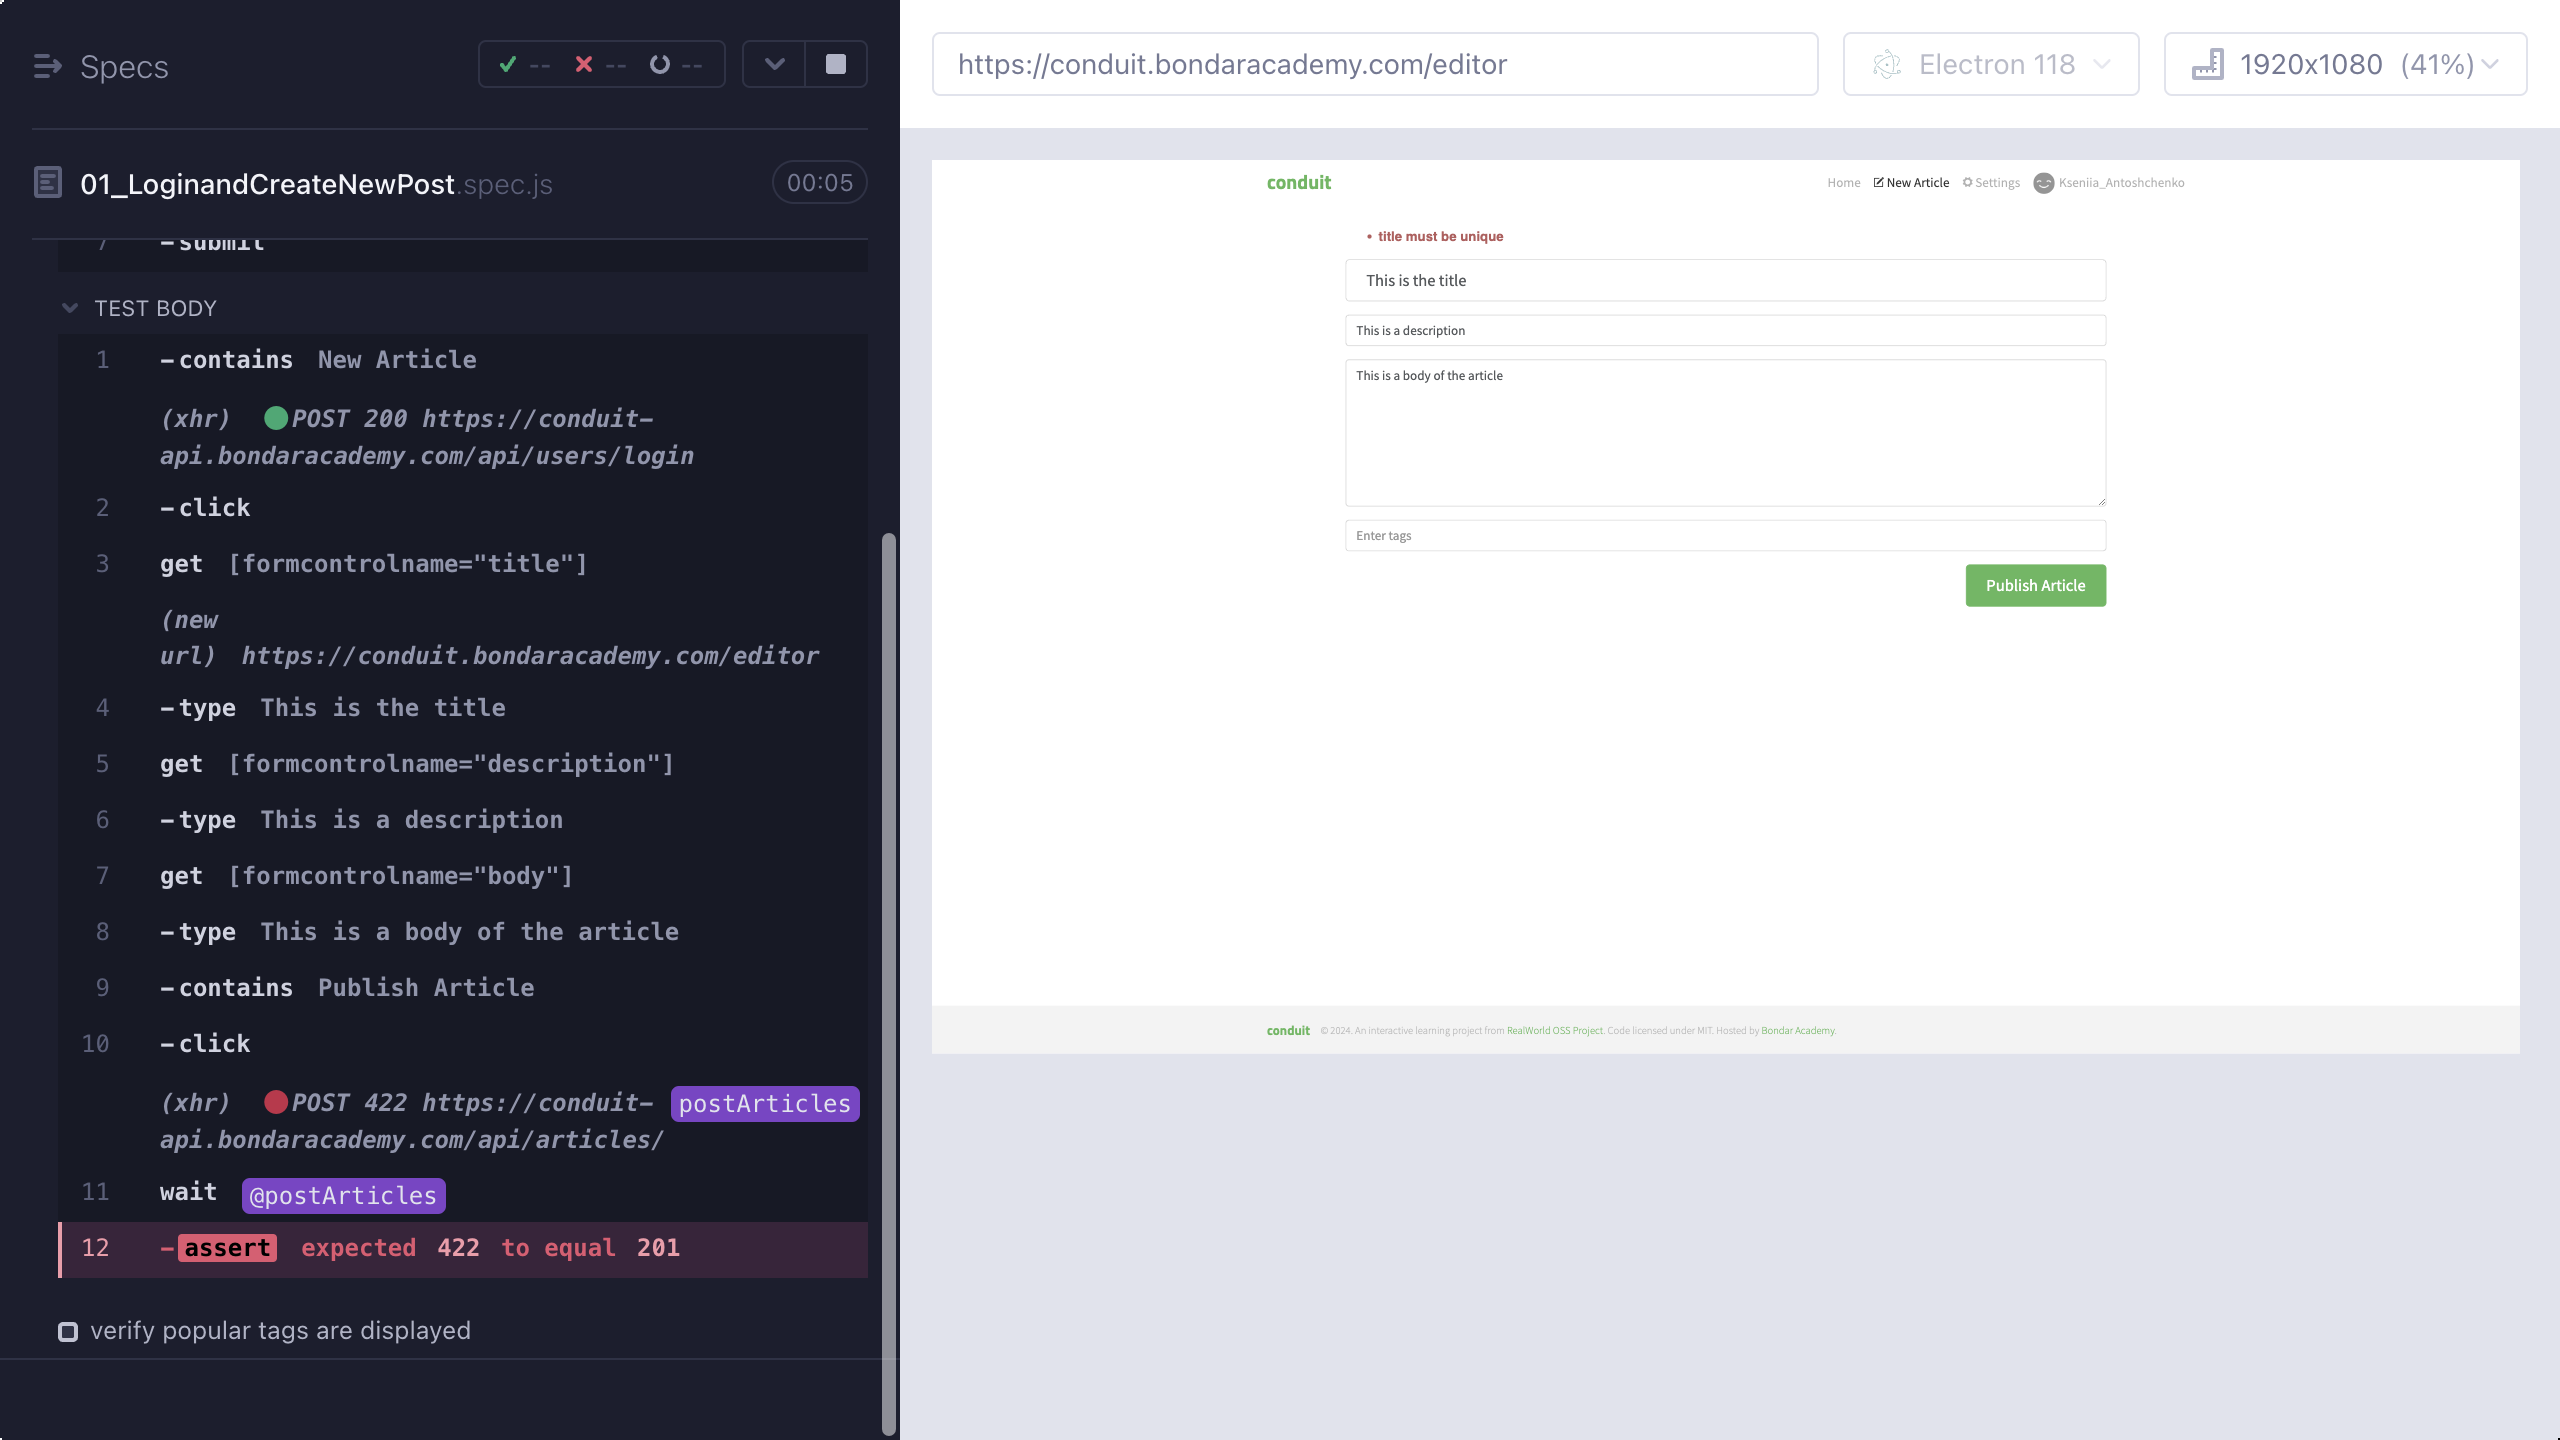 Specs
-- -- --
01_LoginandCreateNewPost.spec.js 00:05
7 -submit
TEST BODY
1 -contains New Article
(xhr) POST 200 https://conduit-
api.bondaracademy.com/api/users/login
2 -click
3 get [formcontrolname="title"]
(new
url) https://conduit.bondaracademy.com/editor
4 -type This is the title
5 get [formcontrolname="description"]
6 -type This is a description
7 get [formcontrolname="body"]
8 -type This is a body of the article
9 -contains Publish Article
10 -click
(xhr) POST 422 https://conduit- postArticles
api.bondaracademy.com/api/articles/
11 wait @postArticles
12 -assert expected 422 to equal 201
verify popular tags are displayed
https://conduit.bondaracademy.com/editor
Electron 118
1920x1080 (41%)
conduit
Home New Article Settings Kseniia_Antoshchenko
• title must be unique
This is the title
This is a description
This is a body of the article
Enter tags
Publish Article
conduit © 2024. An interactive learning project from RealWorld OSS Project. Code licensed under MIT. Hosted by Bondar Academy.